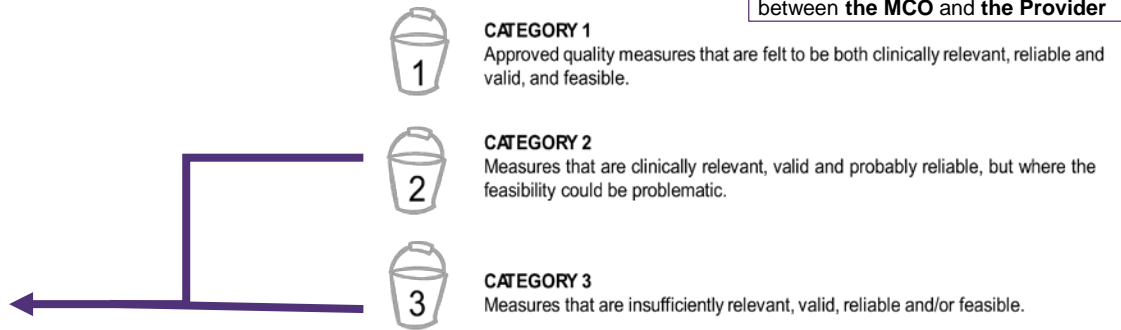 between the MCO and the Provider
1
CATEGORY 1
Approved quality measures that are felt to be both clinically relevant, reliable and
valid, and feasible.
2
CATEGORY 2
Measures that are clinically relevant, valid and probably reliable, but where the
feasibility could be problematic.
3
CATEGORY 3
Measures that are insufficiently relevant, valid, reliable and/or feasible.